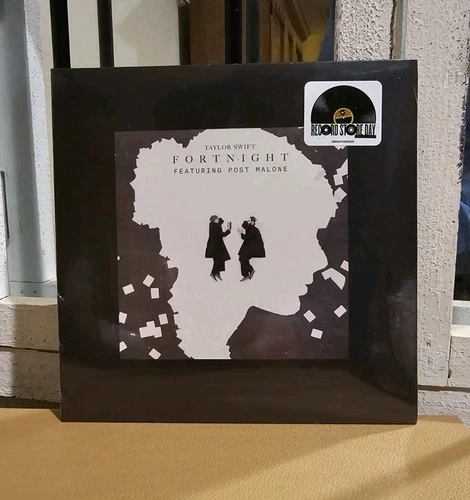 TAYLOR SWIFT
FORTNIGHT
FEATURING POST MALONE
RECORD STORE DAY